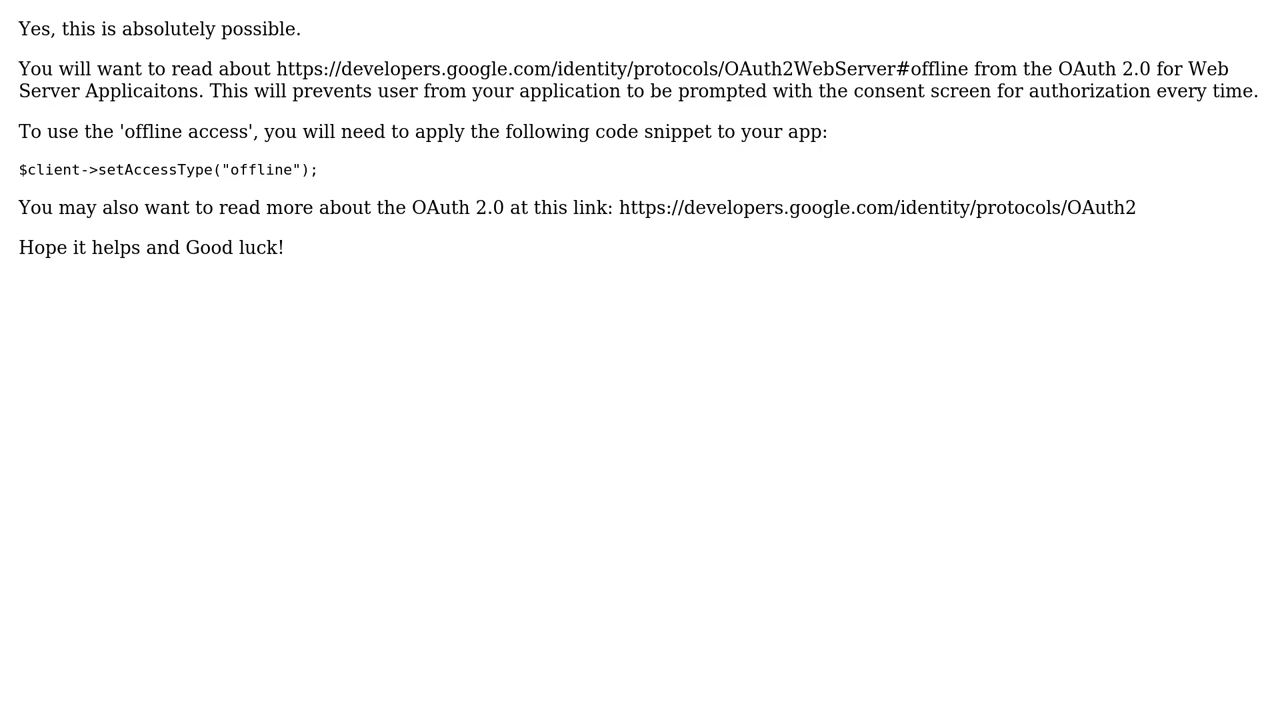 Yes, this is absolutely possible.
You will want to read about https://developers.google.com/identity/protocols/OAuth2WebServer#offline from the OAuth 2.0 for Web
Server Applicaitons. This will prevents user from your application to be prompted with the consent screen for authorization every time.
To use the 'offline access', you will need to apply the following code snippet to your app:
$client->setAccessType("offline");
You may also want to read more about the OAuth 2.0 at this link: https://developers.google.com/identity/protocols/OAuth2
Hope it helps and Good luck!